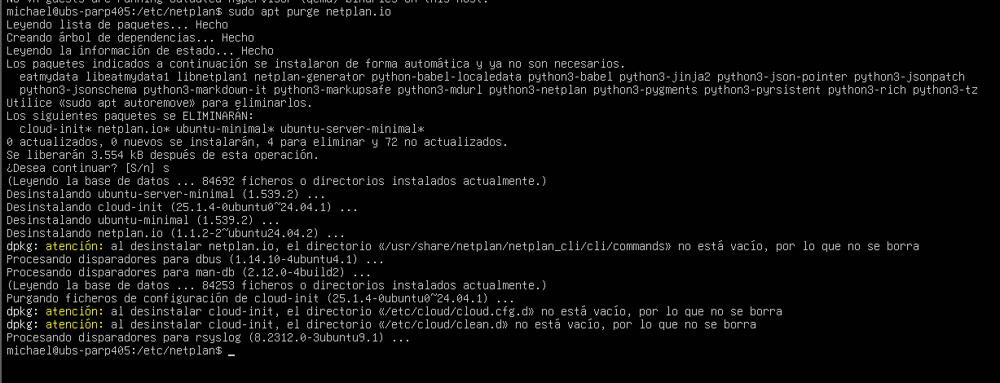 No VM guests are running outdated hypervisor (qemu) binaries on this host.
michael@ubs-parp405:/etc/netplan$ sudo apt purge netplan.io
Leyendo lista de paquetes... Hecho
Creando árbol de dependencias... Hecho
Leyendo la información de estado... Hecho
Los paquetes indicados a continuación se instalaron de forma automática y ya no son necesarios.
  eatmydata libeatmydata1 libnetplan1 netplan-generator python-babel-localedata python3-babel python3-jinja2 python3-json-pointer python3-jsonpatch
  python3-jsonschema python3-markdown-it python3-markupsafe python3-mdurl python3-netplan python3-pygments python3-pyrsistent python3-rich python3-tz
Utilice «sudo apt autoremove» para eliminarlos.
Los siguientes paquetes se ELIMINARÁN:
  cloud-init* netplan.io* ubuntu-minimal* ubuntu-server-minimal*
0 actualizados, 0 nuevos se instalarán, 4 para eliminar y 72 no actualizados.
Se liberarán 3.554 kB después de esta operación.
¿Desea continuar? [S/n] s
(Leyendo la base de datos ... 84692 ficheros o directorios instalados actualmente.)
Desinstalando ubuntu-server-minimal (1.539.2) ...
Desinstalando cloud-init (25.1.4-0ubuntu0~24.04.1) ...
Desinstalando ubuntu-minimal (1.539.2) ...
Desinstalando netplan.io (1.1.2-2~ubuntu24.04.2) ...
dpkg: atención: al desinstalar netplan.io, el directorio «/usr/share/netplan/netplan_cli/cli/commands» no está vacío, por lo que no se borra
Procesando disparadores para dbus (1.14.10-4ubuntu4.1) ...
Procesando disparadores para man-db (2.12.0-4build2) ...
(Leyendo la base de datos ... 84253 ficheros o directorios instalados actualmente.)
Purgando ficheros de configuración de cloud-init (25.1.4-0ubuntu0~24.04.1) ...
dpkg: atención: al desinstalar cloud-init, el directorio «/etc/cloud/cloud.cfg.d» no está vacío, por lo que no se borra
dpkg: atención: al desinstalar cloud-init, el directorio «/etc/cloud/clean.d» no está vacío, por lo que no se borra
Procesando disparadores para rsyslog (8.2312.0-3ubuntu9.1) ...
michael@ubs-parp405:/etc/netplan$ _